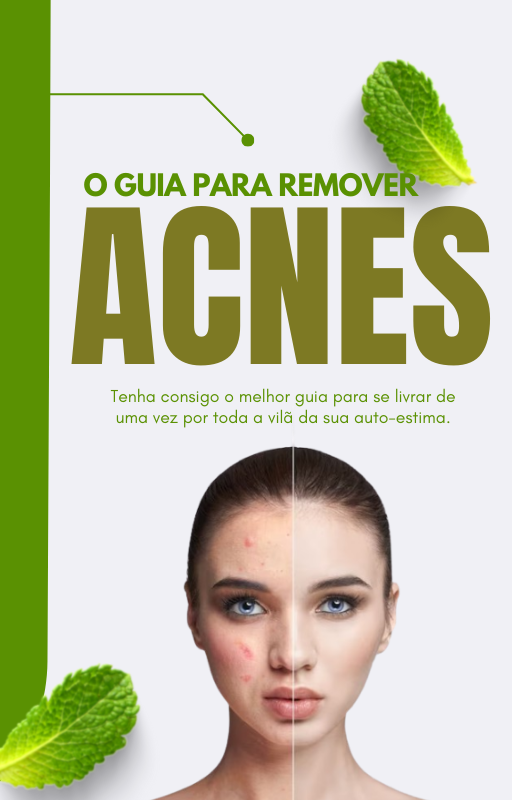 O GUIA PARA REMOVER
ACNES
Tenha consigo o melhor guia para se livrar de
uma vez por toda a vilã da sua auto-estima.